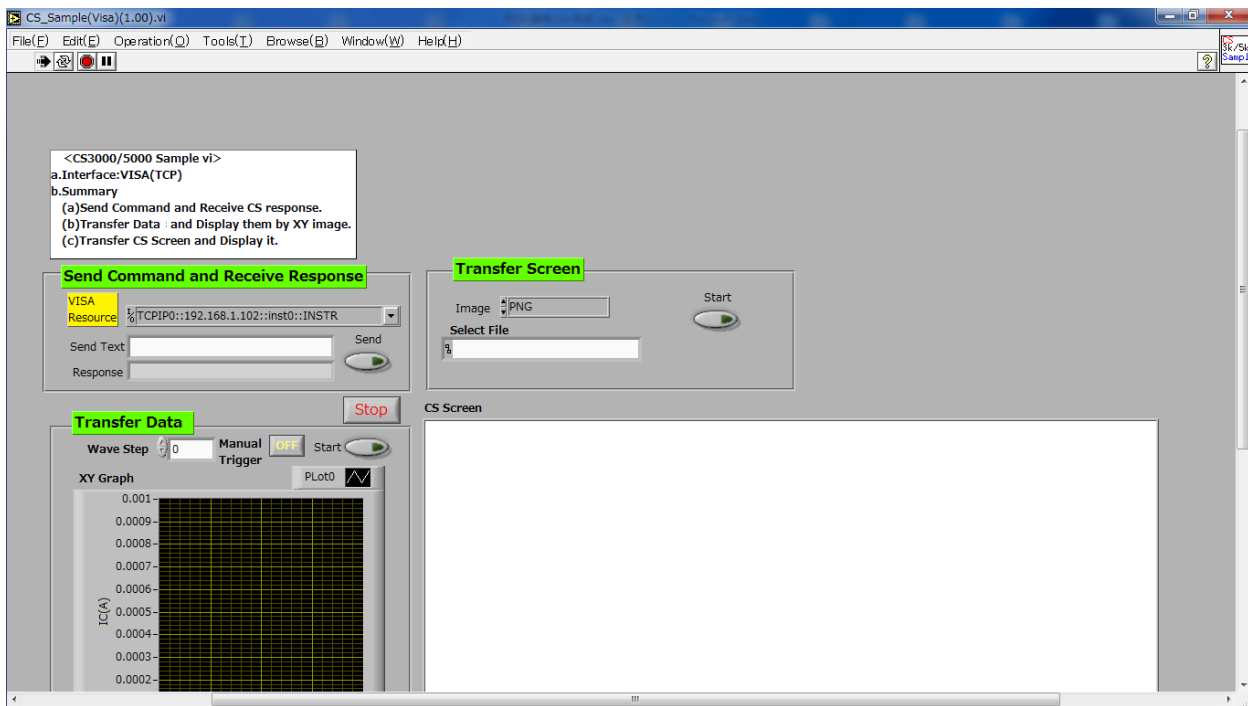 CS_Sample(Visa)(1.00).vi
File(F) Edit(E) Operation(O) Tools(T) Browse(B) Window(W) Help(H)
CS
3k/5k
Sampl
<CS3000/5000 Sample vi>
a.Interface:VISA(TCP)
b.Summary
(a)Send Command and Receive CS response.
(b)Transfer Data and Display them by XY image.
(c)Transfer CS Screen and Display it.
Send Command and Receive Response
VISA
Resource
TCPIP0::192.168.1.102::inst0::INSTR
Send Text
Send
Response
Transfer Screen
Image PNG
Start
Select File
Stop
Transfer Data
Wave Step 0
Manual
Trigger
OFF
Start
XY Graph
PLot0
0.001
0.0009
0.0008
0.0007
0.0006
0.0005
0.0004
0.0003
0.0002
IC(A)
CS Screen